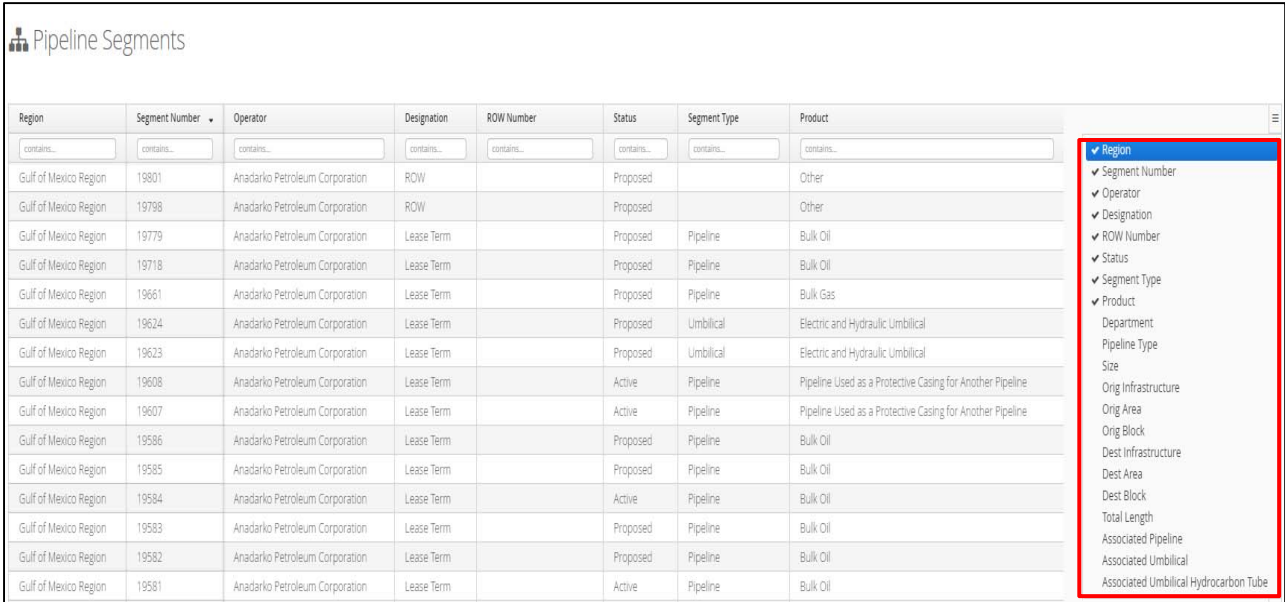 Pipeline Segments
Region Segment Number Operator Designation ROW Number Status Segment Type Product
contains... contains... contains... contains... contains... contains... contains... contains...
Gulf of Mexico Region 19801 Anadarko Petroleum Corporation ROW Proposed Other
Gulf of Mexico Region 19798 Anadarko Petroleum Corporation ROW Proposed Other
Gulf of Mexico Region 19779 Anadarko Petroleum Corporation Lease Term Proposed Pipeline Bulk Oil
Gulf of Mexico Region 19718 Anadarko Petroleum Corporation Lease Term Proposed Pipeline Bulk Oil
Gulf of Mexico Region 19661 Anadarko Petroleum Corporation Lease Term Proposed Pipeline Bulk Gas
Gulf of Mexico Region 19624 Anadarko Petroleum Corporation Lease Term Proposed Umbilical Electric and Hydraulic Umbilical
Gulf of Mexico Region 19623 Anadarko Petroleum Corporation Lease Term Proposed Umbilical Electric and Hydraulic Umbilical
Gulf of Mexico Region 19608 Anadarko Petroleum Corporation Lease Term Active Pipeline Pipeline Used as a Protective Casing for Another Pipeline
Gulf of Mexico Region 19607 Anadarko Petroleum Corporation Lease Term Active Pipeline Pipeline Used as a Protective Casing for Another Pipeline
Gulf of Mexico Region 19586 Anadarko Petroleum Corporation Lease Term Proposed Pipeline Bulk Oil
Gulf of Mexico Region 19585 Anadarko Petroleum Corporation Lease Term Proposed Pipeline Bulk Oil
Gulf of Mexico Region 19584 Anadarko Petroleum Corporation Lease Term Active Pipeline Bulk Oil
Gulf of Mexico Region 19583 Anadarko Petroleum Corporation Lease Term Proposed Pipeline Bulk Oil
Gulf of Mexico Region 19582 Anadarko Petroleum Corporation Lease Term Proposed Pipeline Bulk Oil
Gulf of Mexico Region 19581 Anadarko Petroleum Corporation Lease Term Active Pipeline Bulk Oil
✔ Region
✔ Segment Number
✔ Operator
✔ Designation
✔ ROW Number
✔ Status
✔ Segment Type
✔ Product
Department
Pipeline Type
Size
Orig Infrastructure
Orig Area
Orig Block
Dest Infrastructure
Dest Area
Dest Block
Total Length
Associated Pipeline
Associated Umbilical
Associated Umbilical Hydrocarbon Tube